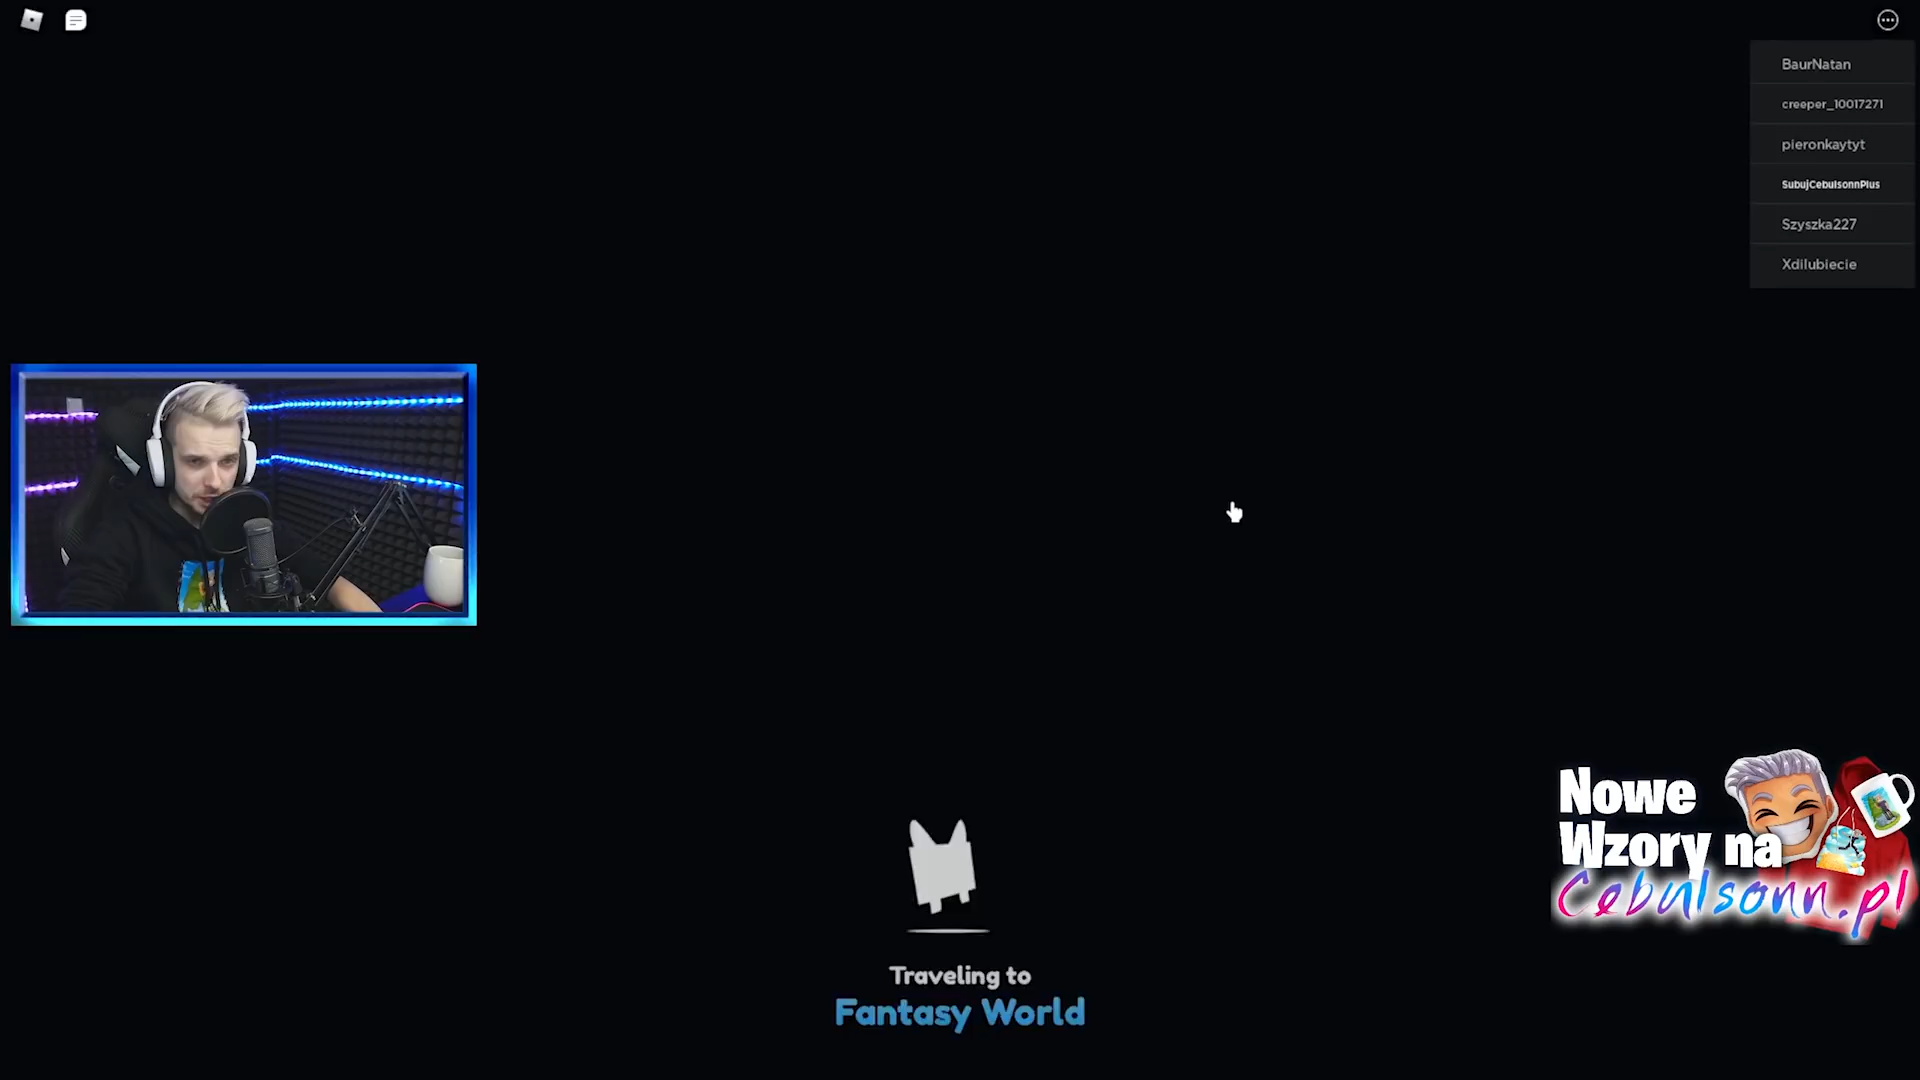 BaurNatan
creeper_10017271
pieronkaytyt
SubujCebulsonnPlus
Szyszka227
Xdilubiecie
Nowe
Wzory na
Cebulsonn.pl
Traveling to
Fantasy World